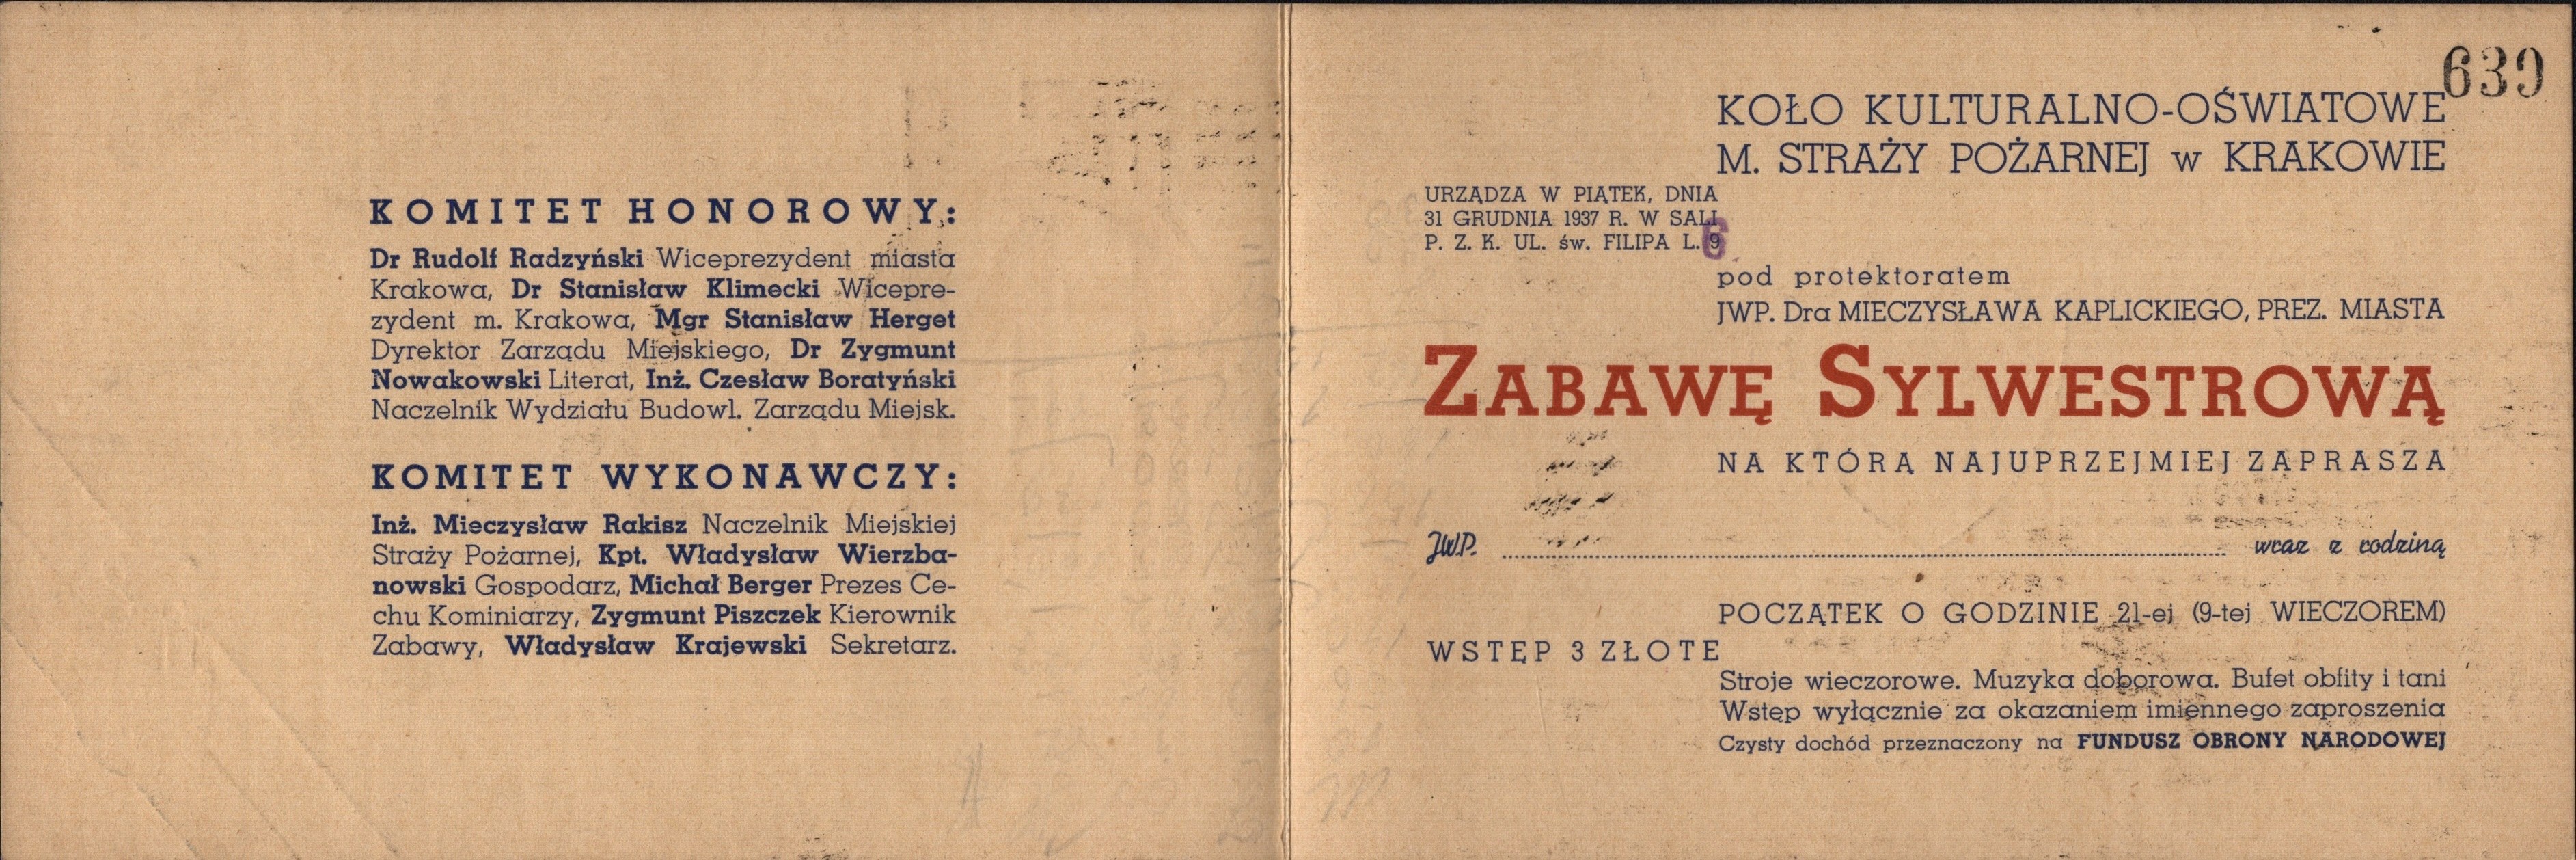 KOMITET HONOROWY:
Dr Rudolf Radzyński Wiceprezydent miasta
Krakowa, Dr Stanisław Klimecki Wicepre-
zydent m. Krakowa, Mgr Stanisław Herget
Dyrektor Zarządu Miejskiego, Dr Zygmunt
Nowakowski Literat, Inż. Czesław Boratyński
Naczelnik Wydziału Budowl. Zarządu Miejsk.
KOMITET WYKONAWCZY:
Inż. Mieczysław Rakisz Naczelnik Miejskiej
Straży Pożarnej, Kpt. Władysław Wierzba-
nowski Gospodarz, Michał Berger Prezes Ce-
chu Kominiarzy, Zygmunt Piszczek Kierownik
Zabawy, Władysław Krajewski Sekretarz.
639
KOŁO KULTURALNO-OŚWIATOWE
M. STRAŻY POŻARNEJ w KRAKOWIE
URZĄDZA W PIĄTEK, DNIA
31 GRUDNIA 1937 R. W SALI
P. Z. K. UL. św. FILIPA L. 9
6
pod protektoratem
JWP. Dra MIECZYSŁAWA KAPLICKIEGO, PREZ. MIASTA
ZABAWĘ SYLWESTROWĄ
NA KTÓRĄ NAJUPRZEJMIEJ ZAPRASZA
JW.P. wraz z rodziną
POCZĄTEK O GODZINIE 21-ej (9-tej WIECZOREM)
WSTĘP 3 ZŁOTE
Stroje wieczorowe. Muzyka doborowa. Bufet obfity i tani
Wstęp wyłącznie za okazaniem imiennego zaproszenia
Czysty dochód przeznaczony na FUNDUSZ OBRONY NARODOWEJ